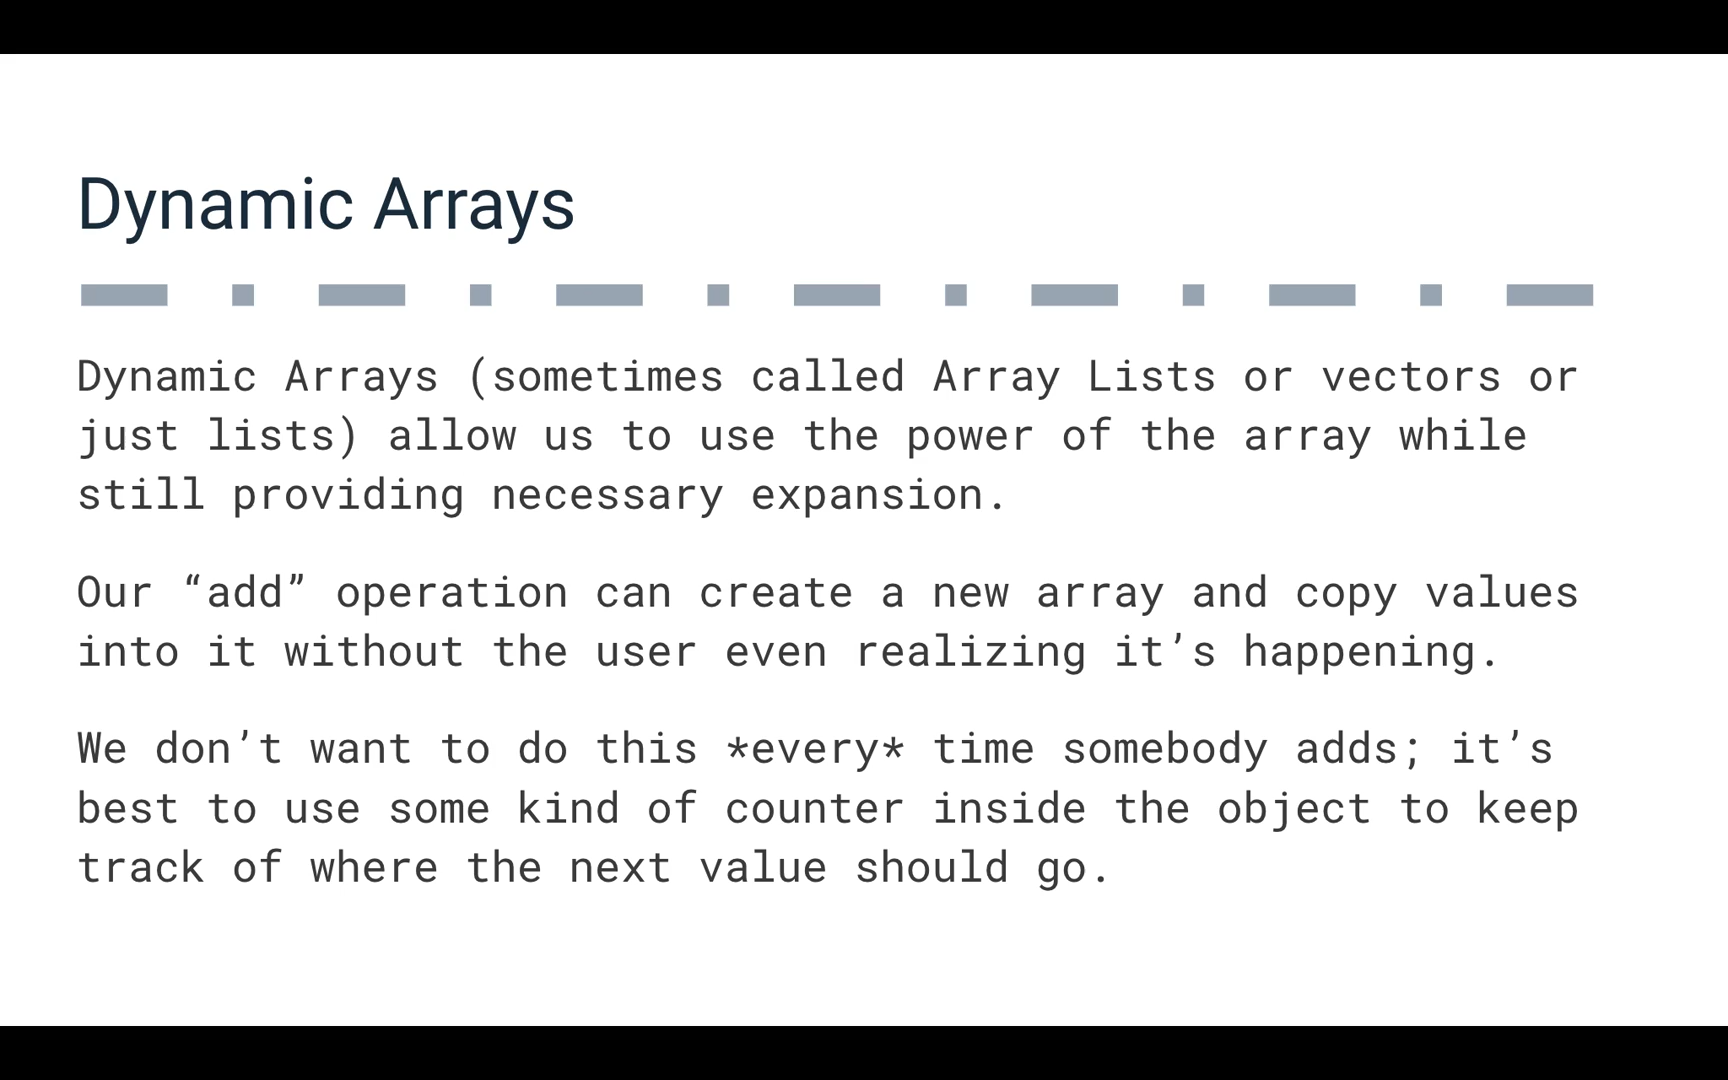 Dynamic Arrays
Dynamic Arrays (sometimes called Array Lists or vectors or
just lists) allow us to use the power of the array while
still providing necessary expansion.
Our “add” operation can create a new array and copy values
into it without the user even realizing it’s happening.
We don’t want to do this *every* time somebody adds; it’s
best to use some kind of counter inside the object to keep
track of where the next value should go.